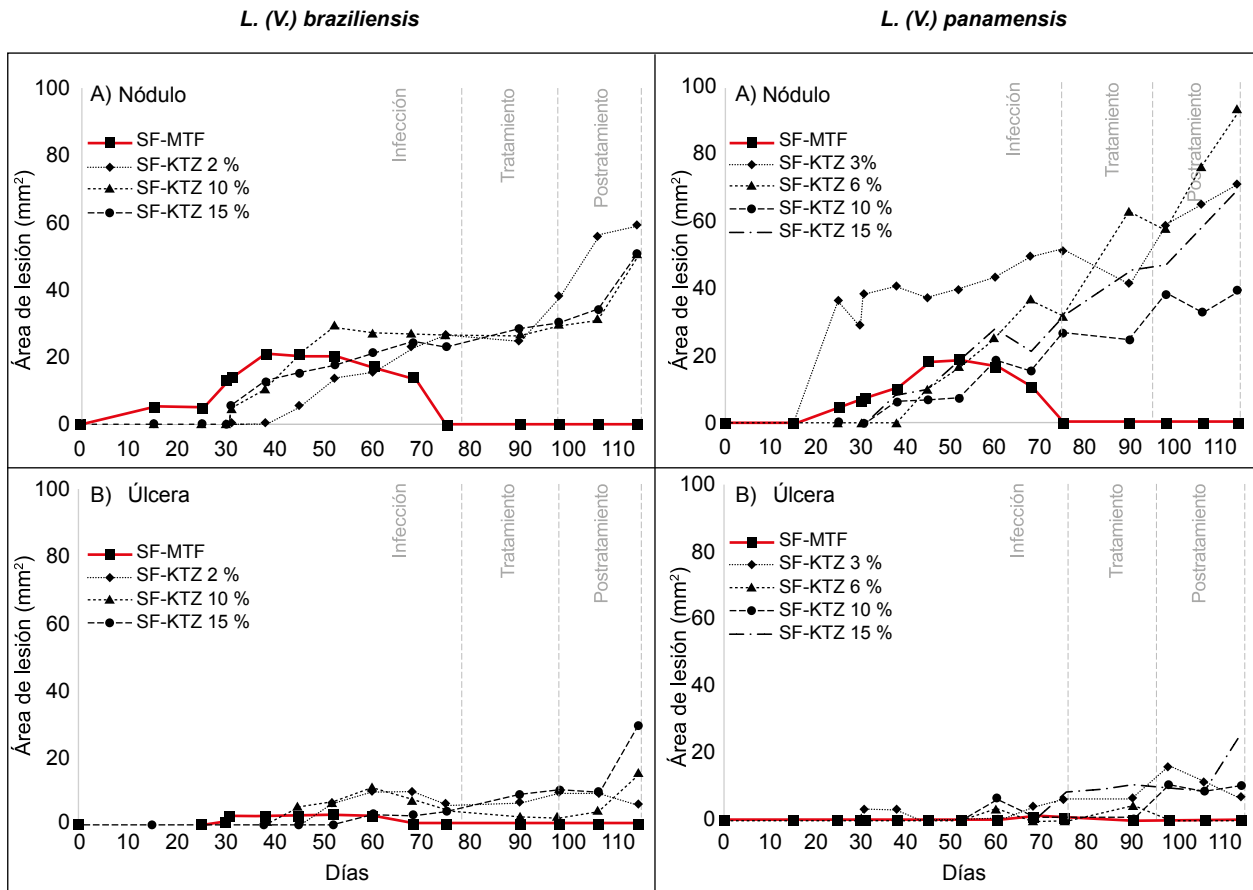 L. (V.) braziliensis
L. (V.) panamensis
A) Nódulo
SF-MTF
SF-KTZ 2 %
SF-KTZ 10 %
SF-KTZ 15 %
Infección
Tratamiento
Postratamiento
Área de lesión (mm²)
100
80
60
40
20
0
0 10 20 30 40 50 60 70 80 90 100 110
A) Nódulo
SF-MTF
SF-KTZ 3%
SF-KTZ 6 %
SF-KTZ 10 %
SF-KTZ 15 %
Infección
Tratamiento
Postratamiento
Área de lesión (mm²)
100
80
60
40
20
0
0 10 20 30 40 50 60 70 80 90 100 110
B) Úlcera
SF-MTF
SF-KTZ 2 %
SF-KTZ 10 %
SF-KTZ 15 %
Infección
Tratamiento
Postratamiento
Área de lesión (mm²)
100
80
60
40
20
0
0 10 20 30 40 50 60 70 80 90 100 110
Días
B) Úlcera
SF-MTF
SF-KTZ 3 %
SF-KTZ 6 %
SF-KTZ 10 %
SF-KTZ 15 %
Infección
Tratamiento
Postratamiento
Área de lesión (mm²)
100
80
60
40
20
0
0 10 20 30 40 50 60 70 80 90 100 110
Días